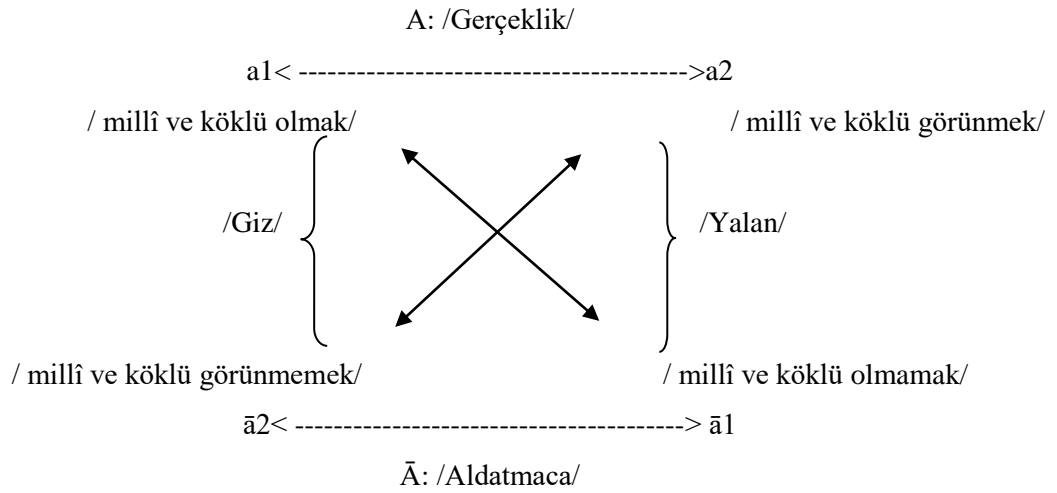 A: /Gerçeklik/
a1< --------------------------------------->a2
/ millî ve köklü olmak/ / millî ve köklü görünmek/
/Giz/ /Yalan/
/ millî ve köklü görünmemek/ / millî ve köklü olmamak/
ā2< ---------------------------------------> ā1
Ā: /Aldatmaca/